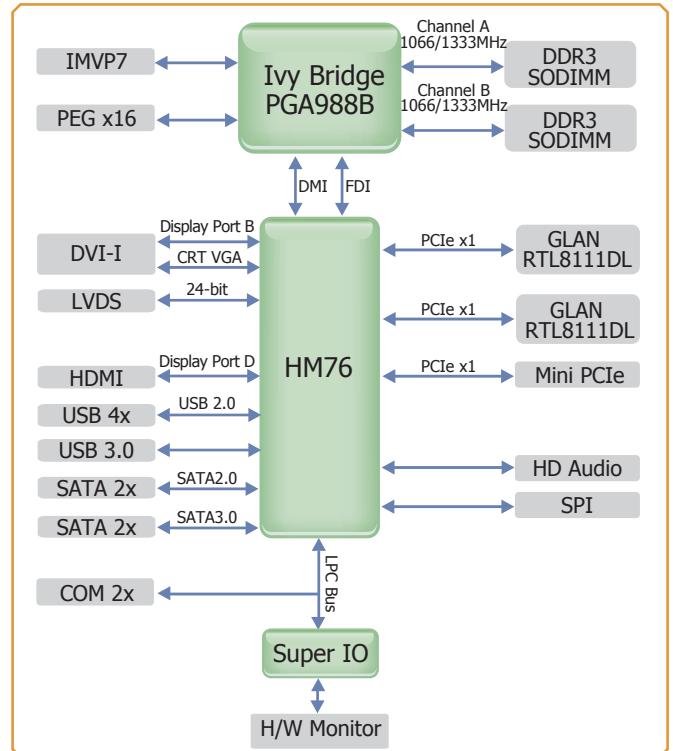 IMVP7
PEG x16
Ivy Bridge
PGA988B
Channel A
1066/1333MHz
DDR3
SODIMM
Channel B
1066/1333MHz
DDR3
SODIMM
DMI
FDI
Display Port B
DVI-I
CRT VGA
LVDS
24-bit
Display Port D
HDMI
USB 4x
USB 2.0
USB 3.0
SATA 2x
SATA2.0
SATA 2x
SATA3.0
HM76
PCIe x1
GLAN
RTL8111DL
PCIe x1
GLAN
RTL8111DL
PCIe x1
Mini PCIe
HD Audio
SPI
COM 2x
LPC Bus
Super IO
H/W Monitor